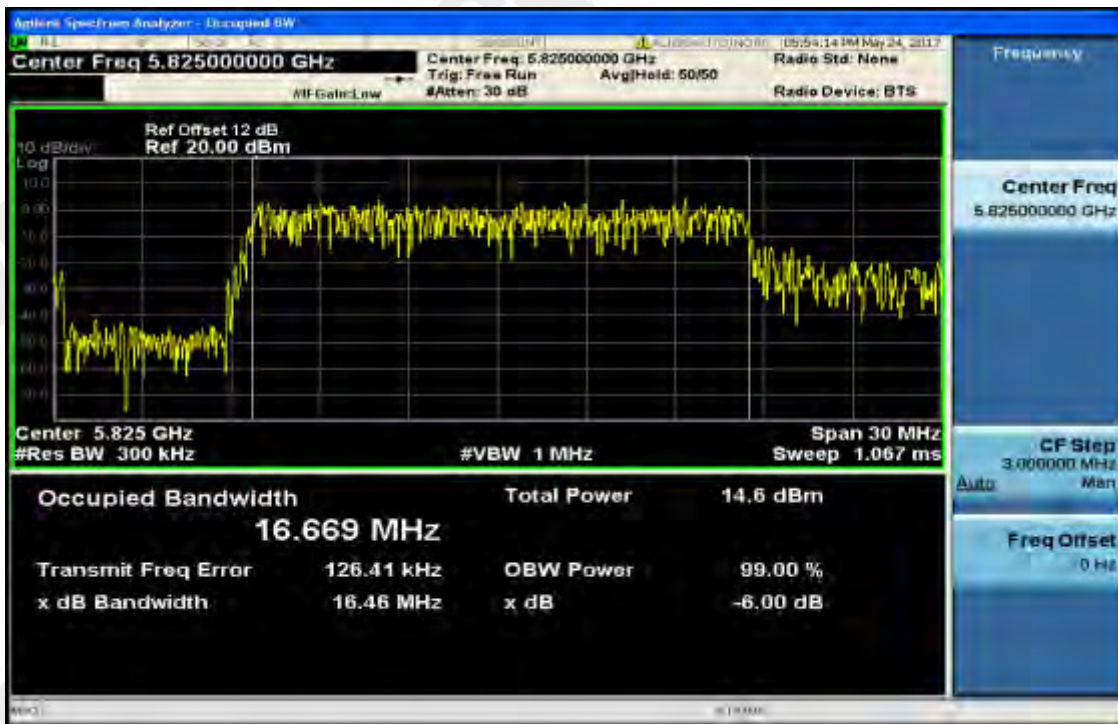 Agilent Spectrum Analyzer - Occupied BW
05:54:14 PM May 24, 2017
Center Freq 5.825000000 GHz
Center Freq: 5.825000000 GHz
Radio Std: None
Trig: Free Run
Avg|Hold: 50/50
#IFGain:Low
#Atten: 30 dB
Radio Device: BTS
Ref Offset 12 dB
10 dB/div
Ref 20.00 dBm
Log
10.0
0.00
Center 5.825 GHz
Span 30 MHz
#Res BW 300 kHz
#VBW 1 MHz
Sweep 1.067 ms
Occupied Bandwidth
Total Power
14.6 dBm
16.669 MHz
Transmit Freq Error
126.41 kHz
OBW Power
99.00 %
x dB Bandwidth
16.46 MHz
x dB
-6.00 dB
Frequency
Center Freq
5.825000000 GHz
CF Step
3.000000 MHz
Auto
Man
Freq Offset
0 Hz